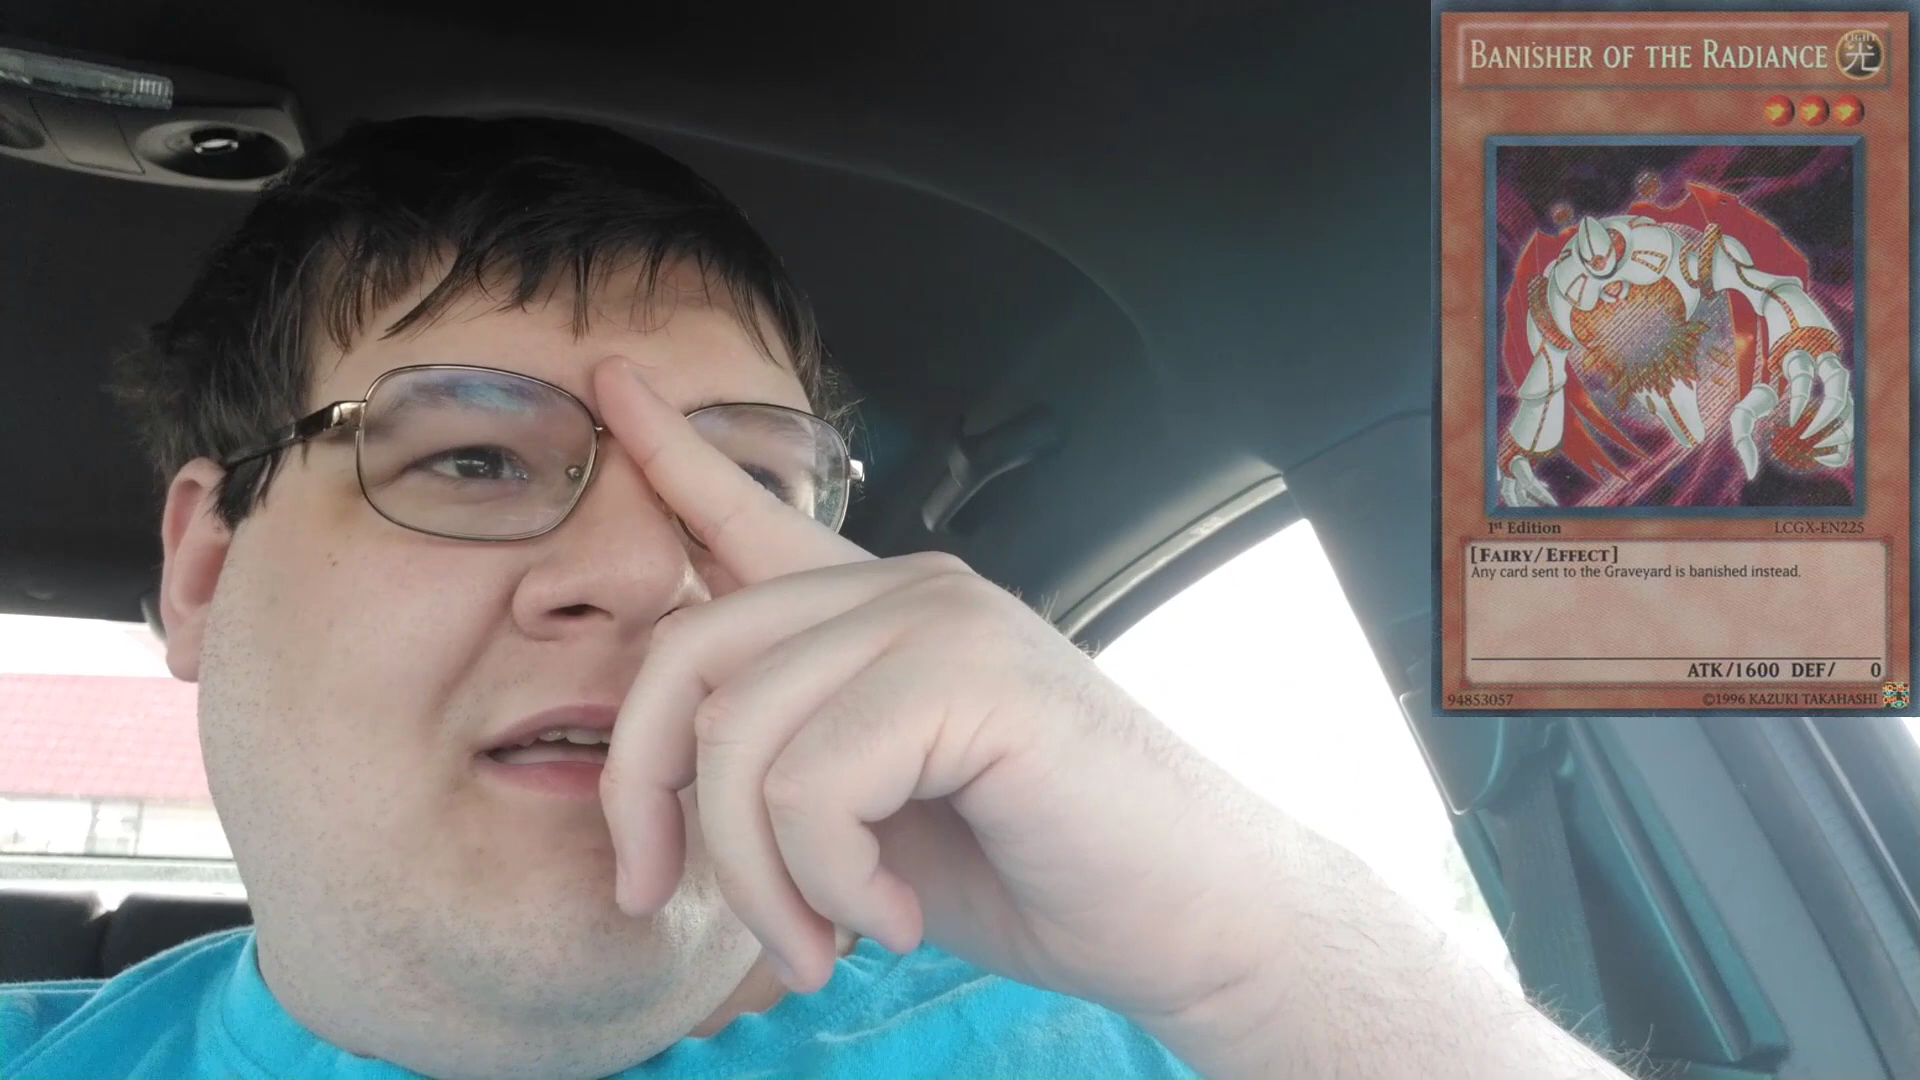 BANISHER OF THE RADIANCE
LIGHT
光
1st Edition LCGX-EN225
[FAIRY/EFFECT]
Any card sent to the Graveyard is banished instead.
ATK/1600 DEF/ 0
94853057 ©1996 KAZUKI TAKAHASHI